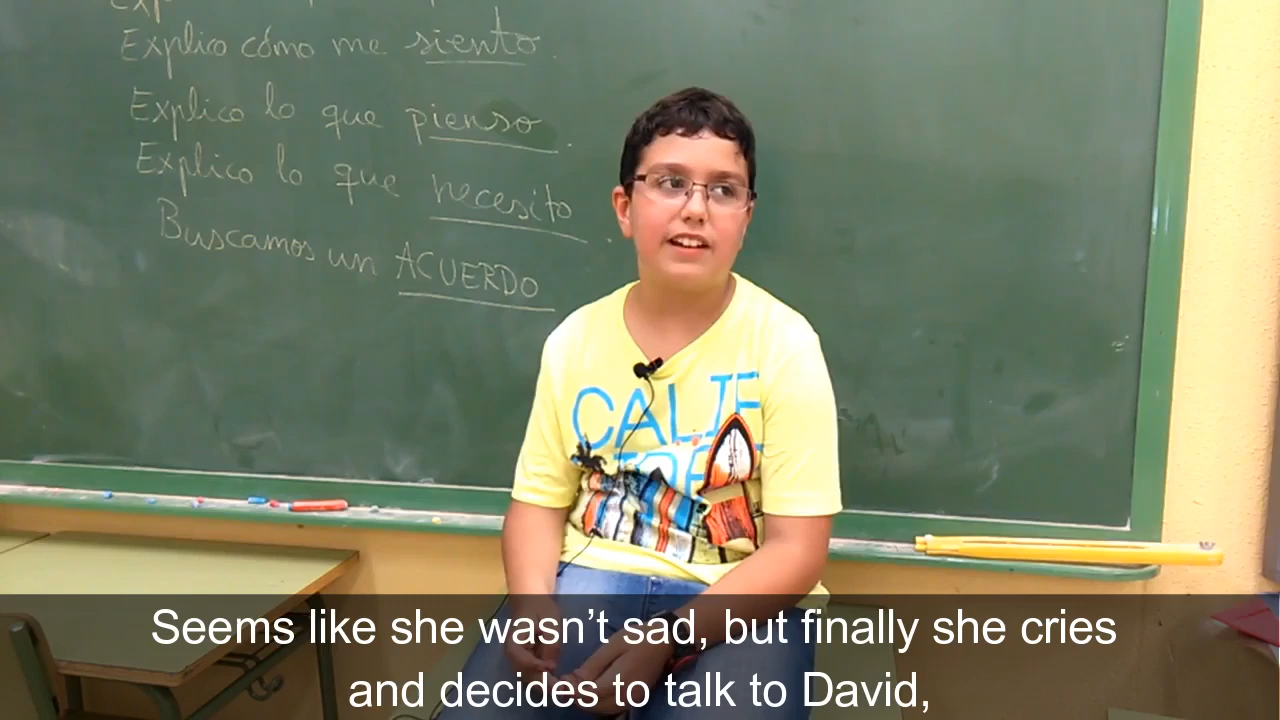 Explico cómo me siento.
Explico lo que pienso.
Explico lo que necesito.
Buscamos un ACUERDO
CALIF
Seems like she wasn't sad, but finally she cries
and decides to talk to David,